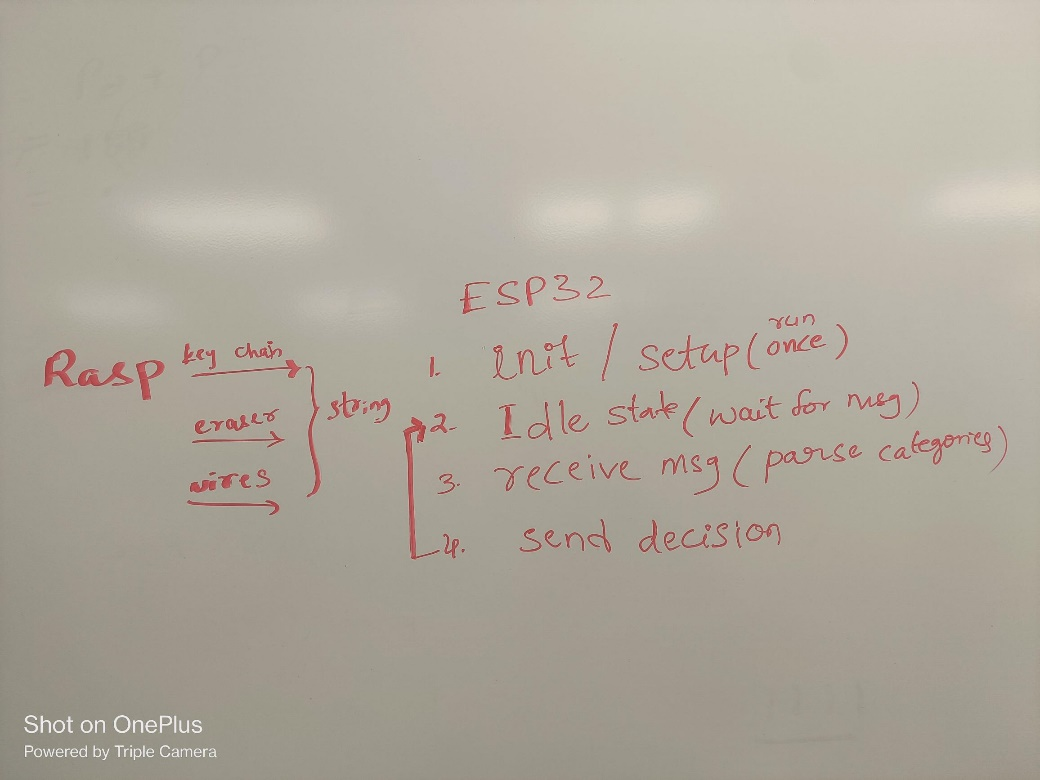 ESP32
Rasp
key chain
eraser
wires
string
1. init / setup (run once)
2. Idle state (wait for msg)
3. receive msg (parse categories)
4. send decision
Shot on OnePlus
Powered by Triple Camera